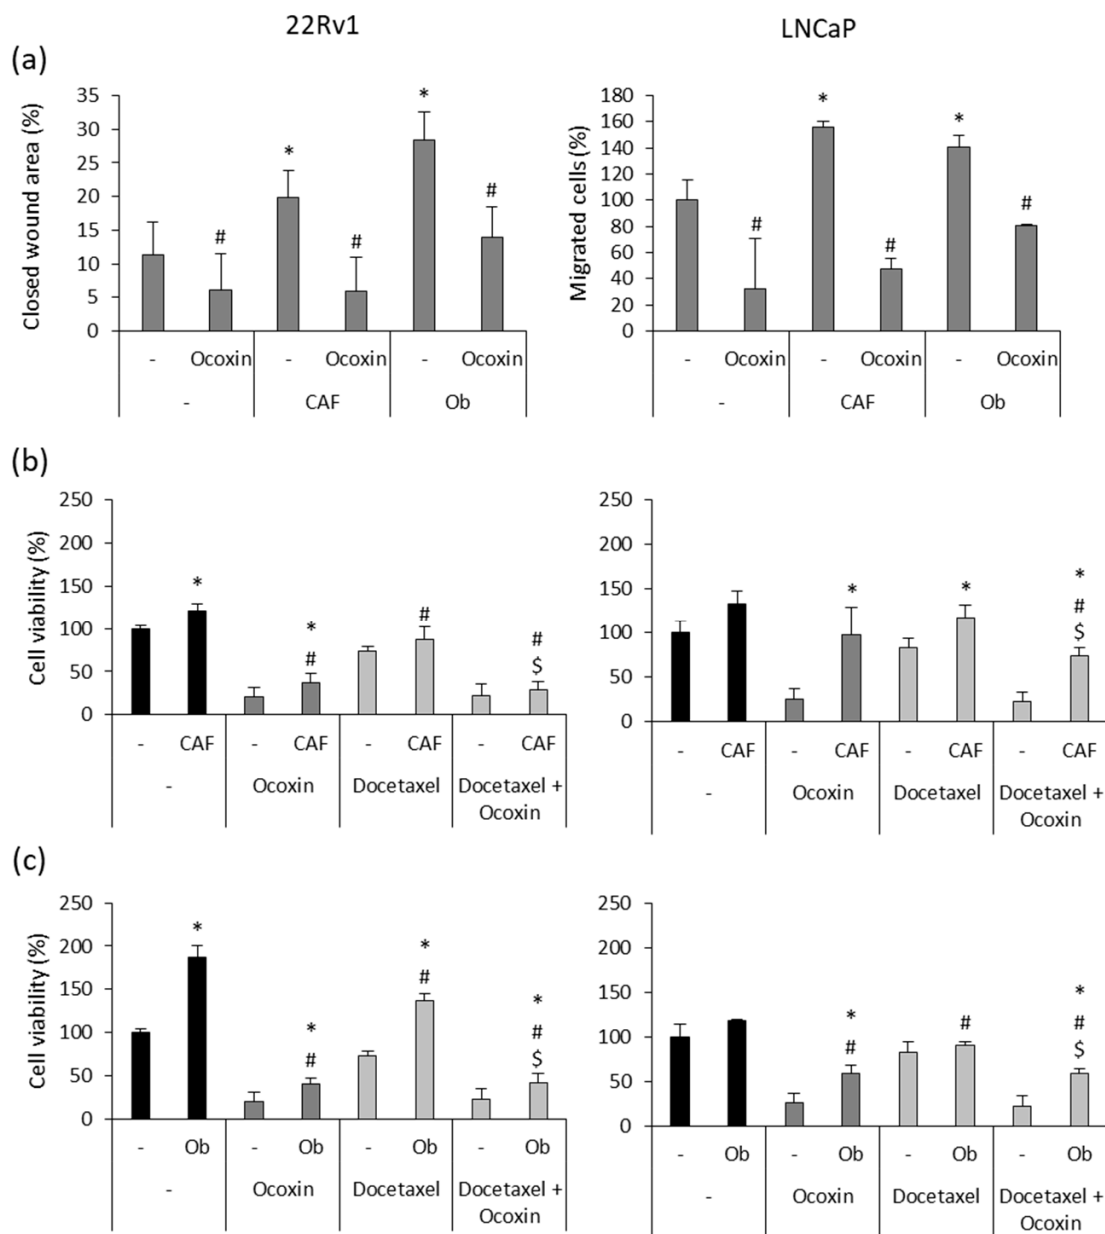 22Rv1 LNCaP
(a)
Closed wound area (%)
35
30
25
20
15
10
5
0
* *
# # #
- Ocoxin - Ocoxin - Ocoxin
- CAF Ob
Migrated cells (%)
180
160
140
120
100
80
60
40
20
0
* *
# # #
- Ocoxin - Ocoxin - Ocoxin
- CAF Ob
(b)
Cell viability (%)
250
200
150
100
50
0
* * # # #
# $
- CAF - CAF - CAF - CAF
- Ocoxin Docetaxel Docetaxel +
Ocoxin
250
200
150
100
50
0
* * *
#
$
- CAF - CAF - CAF - CAF
- Ocoxin Docetaxel Docetaxel +
Ocoxin
(c)
Cell viability (%)
250
200
150
100
50
0
* * * *
# # #
$
- Ob - Ob - Ob - Ob
- Ocoxin Docetaxel Docetaxel +
Ocoxin
250
200
150
100
50
0
* *
# # #
$
- Ob - Ob - Ob - Ob
- Ocoxin Docetaxel Docetaxel +
Ocoxin